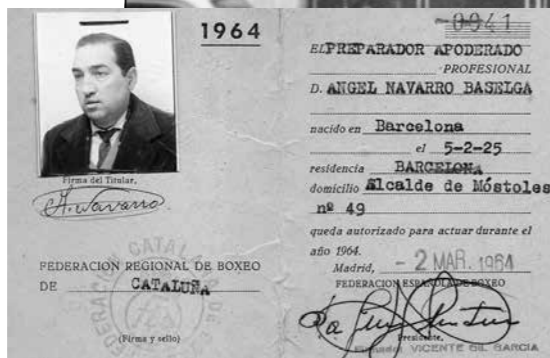 1964
Firma del Titular,
A. Navarro
FEDERACION REGIONAL DE BOXEO
DE CATALUÑA
(Firma y sello)
-0041
EL PREPARADOR APODERADO
PROFESIONAL
D. ANGEL NAVARRO BASELGA
nacido en Barcelona
el 5-2-25
residencia BARCELONA
domicilio Alcalde de Móstoles
nº 49
queda autorizado para actuar durante el
año 1964.
Madrid, - 2 MAR. 1964
FEDERACION ESPAÑOLA DE BOXEO
Presidente,
VICENTE GIL GARCIA